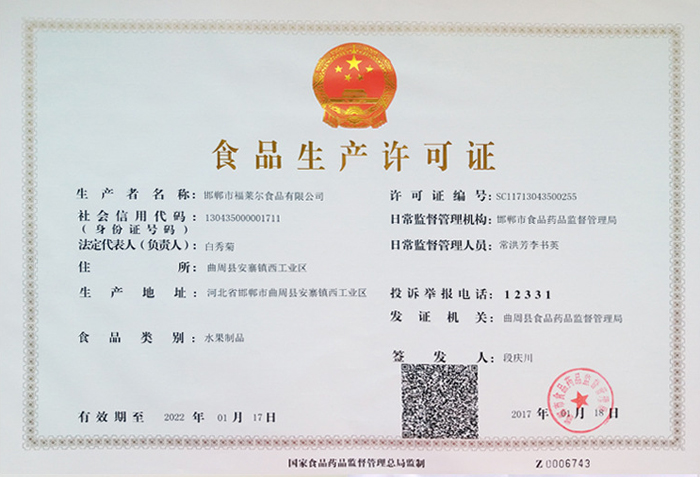 食品生产许可证
生产者名称：邯郸市福莱尔食品有限公司
许可证编号：SC11713043500255
社会信用代码：130435000001711
(身份证号码)
日常监督管理机构：邯郸市食品药品监督管理局
法定代表人(负责人)：白秀菊
日常监督管理人员：常洪芳李书英
住所：曲周县安寨镇西工业区
生产地址：河北省邯郸市曲周县安寨镇西工业区
投诉举报电话：12331
发证机关：曲周县食品药品监督管理局
食品类别：水果制品
签发人：段庆川
有效期至 2022 年 01 月 17 日
2017 年 01 月 18 日
国家食品药品监督管理总局监制
Z 0006743